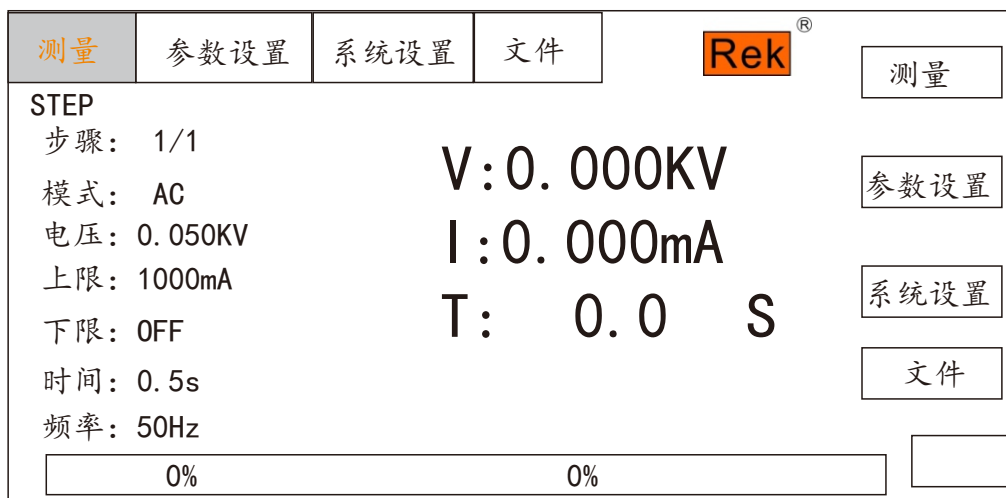 测量 参数设置 系统设置 文件 Rek®
测量
STEP
步骤: 1/1
模式: AC
电压: 0.050KV
上限: 1000mA
下限: OFF
时间: 0.5s
频率: 50Hz
V:0.000KV
I:0.000mA
T: 0.0 S
参数设置
系统设置
文件
0% 0%